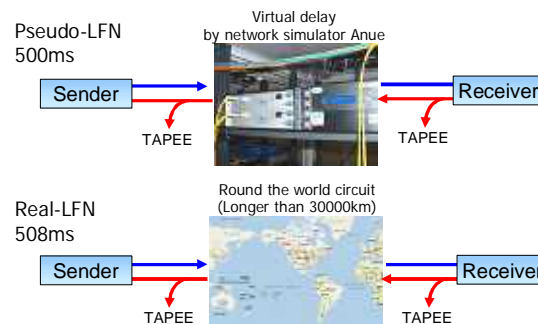 Virtual delay
by network simulator Anue
Pseudo-LFN
500ms
Sender
Receiver
TAPEE
TAPEE
Round the world circuit
(Longer than 30000km)
Real-LFN
508ms
Sender
Receiver
TAPEE
TAPEE